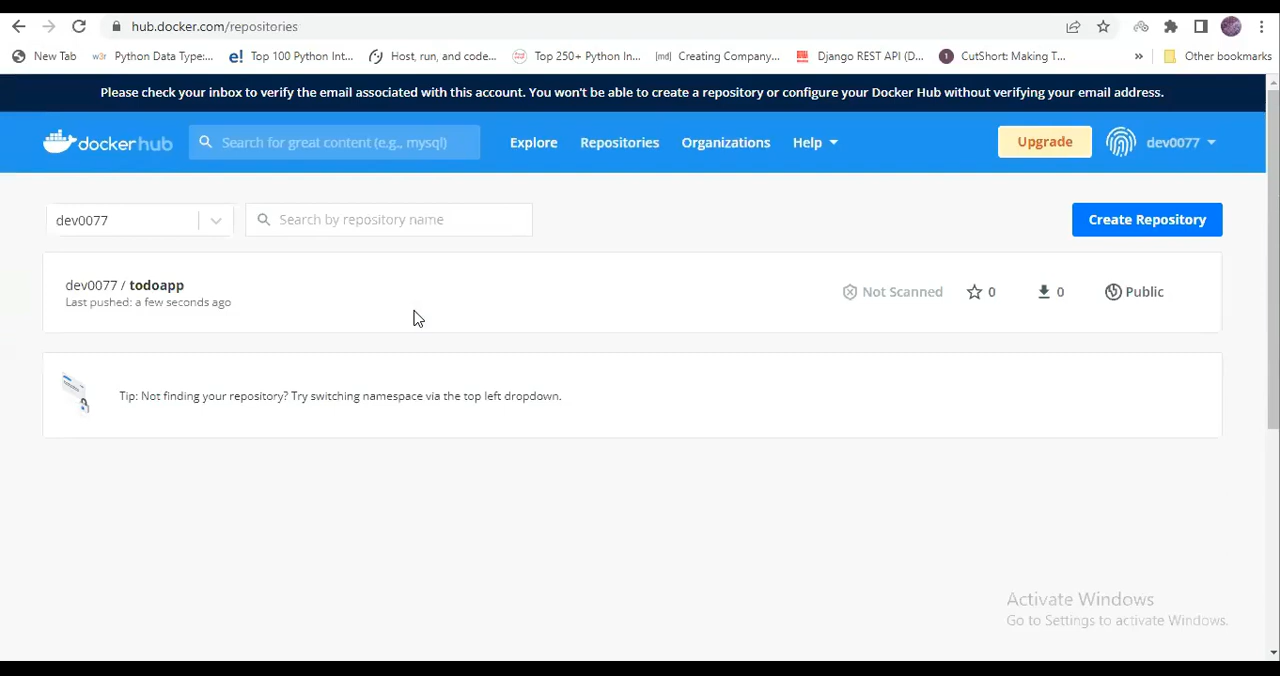 hub.docker.com/repositories
New Tab
Python Data Type:...
Top 100 Python Int...
Host, run, and code...
Top 250+ Python In...
Creating Company,...
Django REST API (D...
CutShort: Making T...
»
Other bookmarks
Please check your inbox to verify the email associated with this account. You won't be able to create a repository or configure your Docker Hub without verifying your email address.
dockerhub
Search for great content (e.g., mysql)
Explore
Repositories
Organizations
Help
Upgrade
dev0077
dev0077
Search by repository name
Create Repository
dev0077 / todoapp
Last pushed: a few seconds ago
Not Scanned
0
0
Public
Tip: Not finding your repository? Try switching namespace via the top left dropdown.
Activate Windows
Go to Settings to activate Windows.